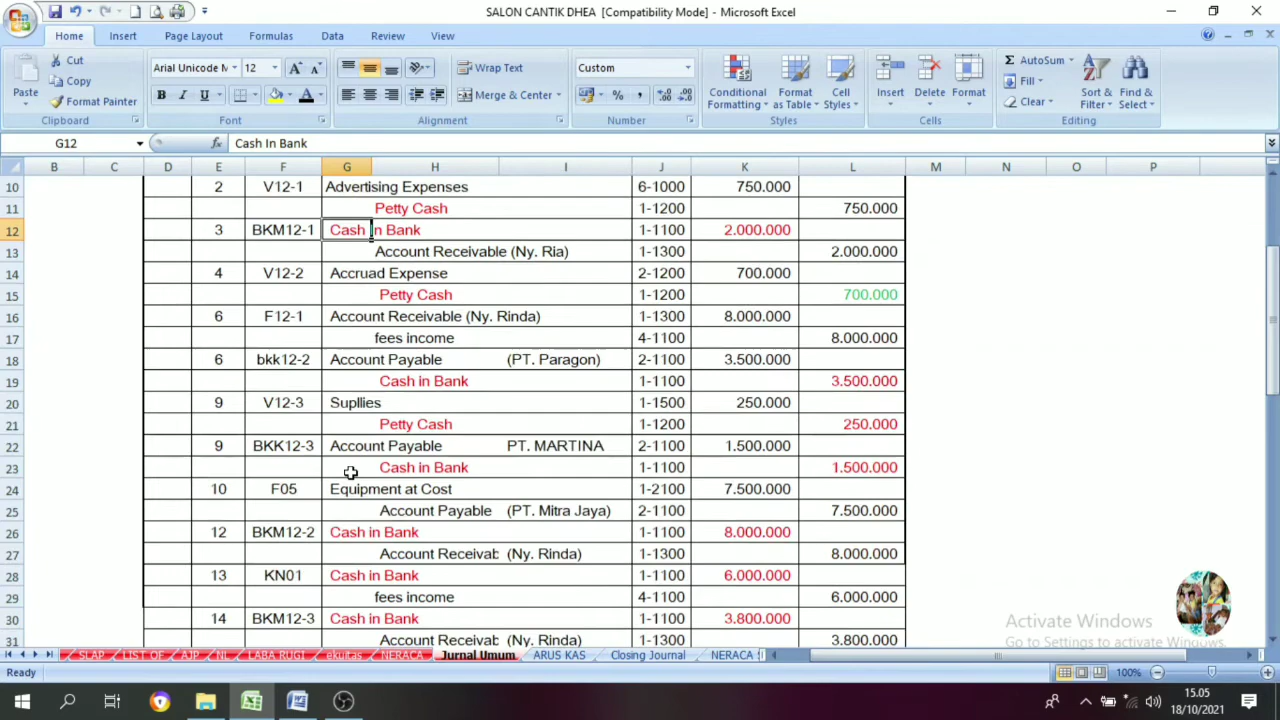 SALON CANTIK DHEA [Compatibility Mode] - Microsoft Excel
Home Insert Page Layout Formulas Data Review View
Paste Cut Copy Format Painter
Arial Unicode M 12
B I U A
Wrap Text
Merge & Center
Custom
% ,
Conditional Formatting Format as Table Cell Styles
Insert Delete Format
Σ AutoSum Fill Clear
Sort & Filter Find & Select
Clipboard Font Alignment Number Styles Cells Editing
G12 fx Cash In Bank
B C D E F G H I J K L M N O P
10 2 V12-1 Advertising Expenses 6-1000 750.000
11 Petty Cash 1-1200 750.000
12 3 BKM12-1 Cash in Bank 1-1100 2.000.000
13 Account Receivable (Ny. Ria) 1-1300 2.000.000
14 4 V12-2 Accruad Expense 2-1200 700.000
15 Petty Cash 1-1200 700.000
16 6 F12-1 Account Receivable (Ny. Rinda) 1-1300 8.000.000
17 fees income 4-1100 8.000.000
18 6 bkk12-2 Account Payable (PT. Paragon) 2-1100 3.500.000
19 Cash in Bank 1-1100 3.500.000
20 9 V12-3 Supllies 1-1500 250.000
21 Petty Cash 1-1200 250.000
22 9 BKK12-3 Account Payable PT. MARTINA 2-1100 1.500.000
23 Cash in Bank 1-1100 1.500.000
24 10 F05 Equipment at Cost 1-2100 7.500.000
25 Account Payable (PT. Mitra Jaya) 2-1100 7.500.000
26 12 BKM12-2 Cash in Bank 1-1100 8.000.000
27 Account Receivab (Ny. Rinda) 1-1300 8.000.000
28 13 KN01 Cash in Bank 1-1100 6.000.000
29 fees income 4-1100 6.000.000
30 14 BKM12-3 Cash in Bank 1-1100 3.800.000
31 Account Receivab (Ny. Rinda) 1-1300 3.800.000
Activate Windows
Go to Settings to activate Windows.
SLAP LIST OF AJP NL LABA RUGI ekuitas NERACA Jurnal Umum ARUS KAS Closing Journal NERACA S
Ready 100%
15.05
18/10/2021